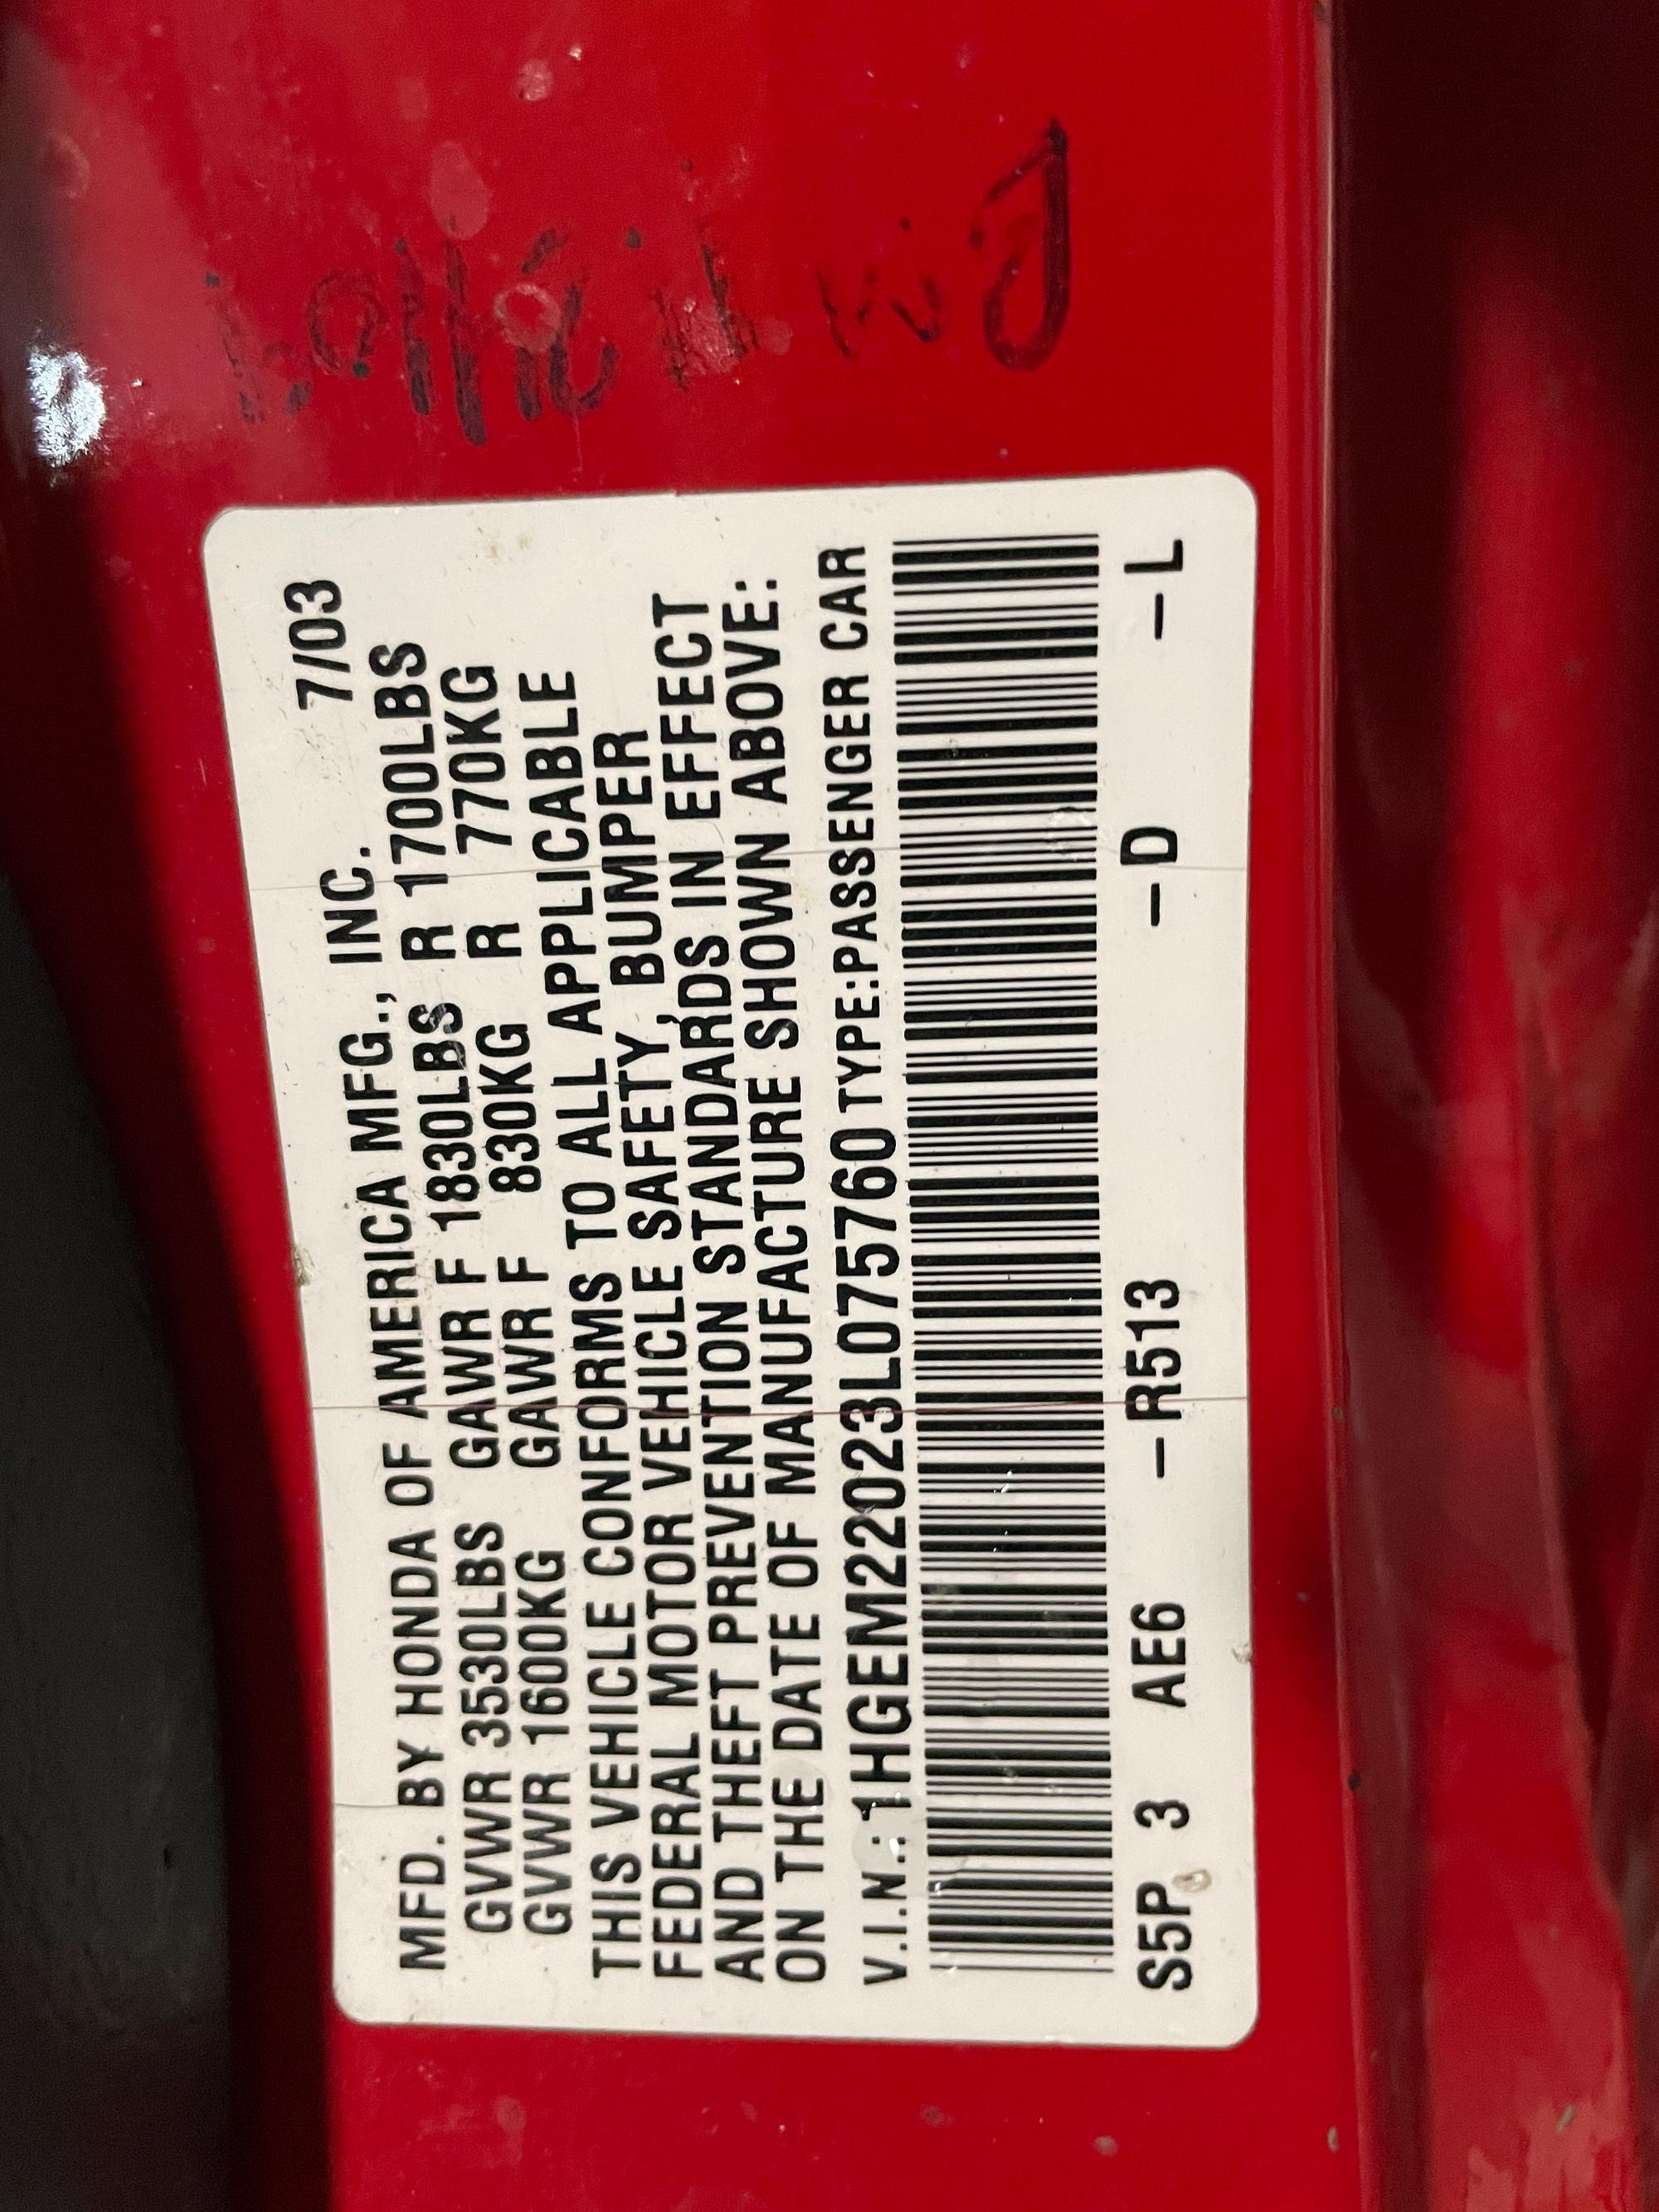 MFD. BY HONDA OF AMERICA MFG., INC. 7/03
GVWR 3530LBS GAWR F 1830LBS R 1700LBS
GVWR 1600KG GAWR F 830KG R 770KG
THIS VEHICLE CONFORMS TO ALL APPLICABLE
FEDERAL MOTOR VEHICLE SAFETY, BUMPER
AND THEFT PREVENTION STANDARDS IN EFFECT
ON THE DATE OF MANUFACTURE SHOWN ABOVE:
V.I.N.: 1HGEM22023L075760 TYPE:PASSENGER CAR
S5P 3 AE6 –R513 –D –L